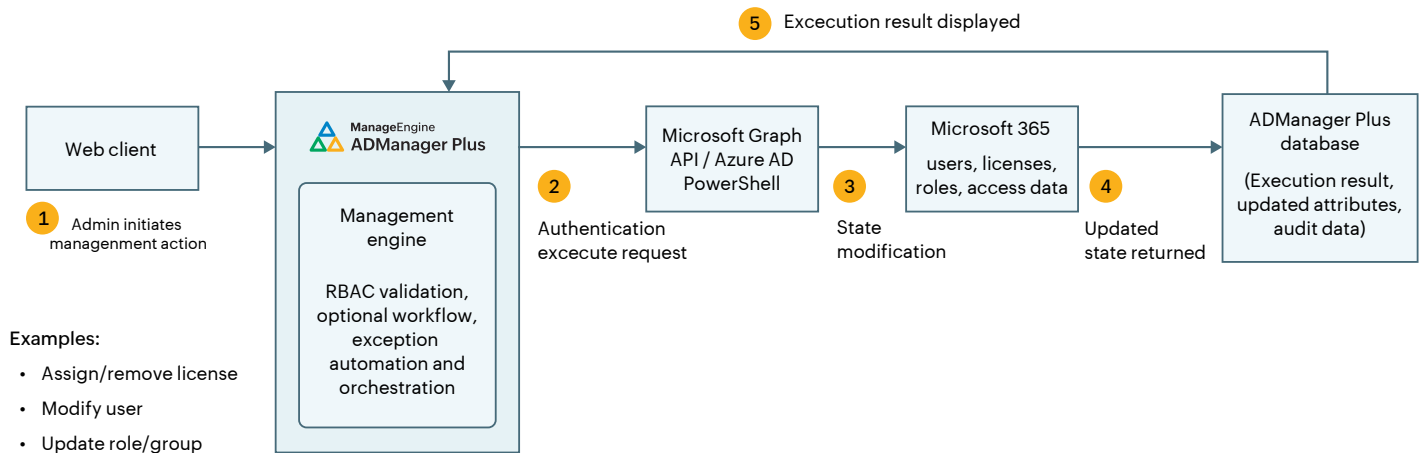 5 Excecution result displayed
Web client
1 Admin initiates
managenment action
Examples:
• Assign/remove license
• Modify user
• Update role/group
ManageEngine
ADManager Plus
Management
engine
RBAC validation,
optional workflow,
exception
automation and
orchestration
2
Authentication
excecute request
Microsoft Graph
API / Azure AD
PowerShell
3
State
modification
Microsoft 365
users, licenses,
roles, access data
4
Updated
state returned
ADManager Plus
database
(Execution result,
updated attributes,
audit data)